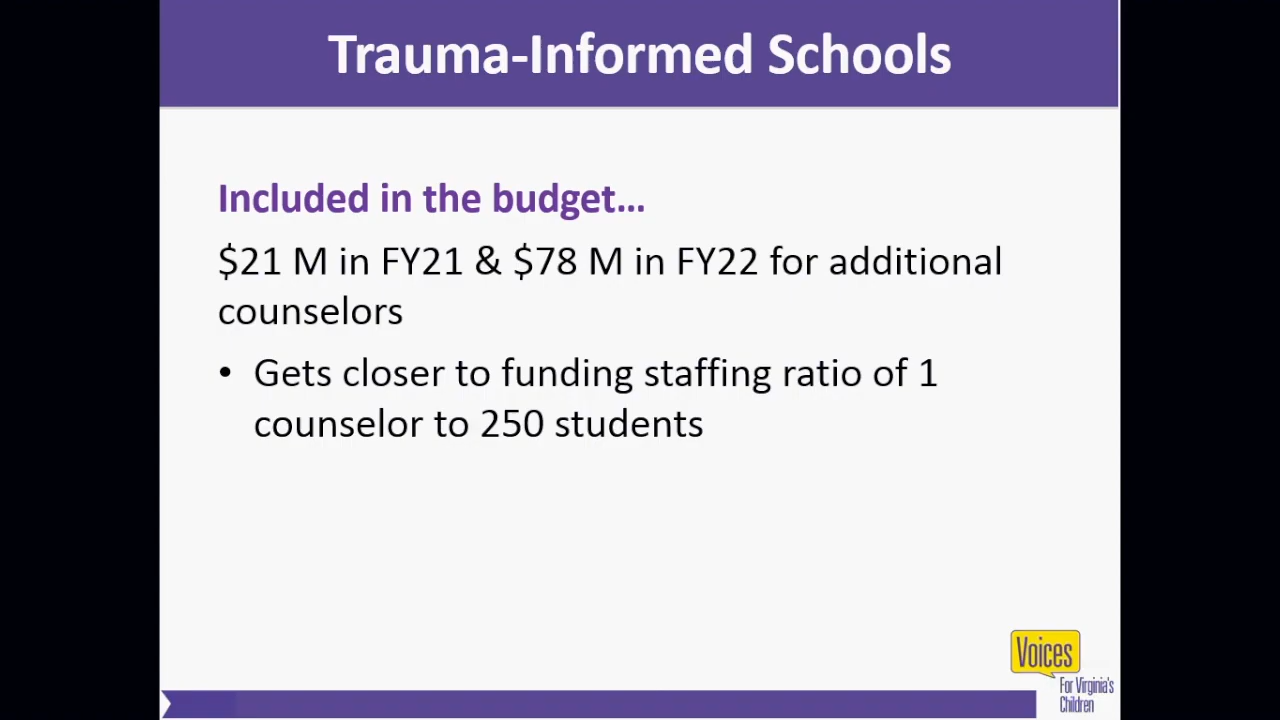 Trauma-Informed Schools
Included in the budget...
$21 M in FY21 & $78 M in FY22 for additional
counselors
• Gets closer to funding staffing ratio of 1
counselor to 250 students
Voices
For Virginia's
Children